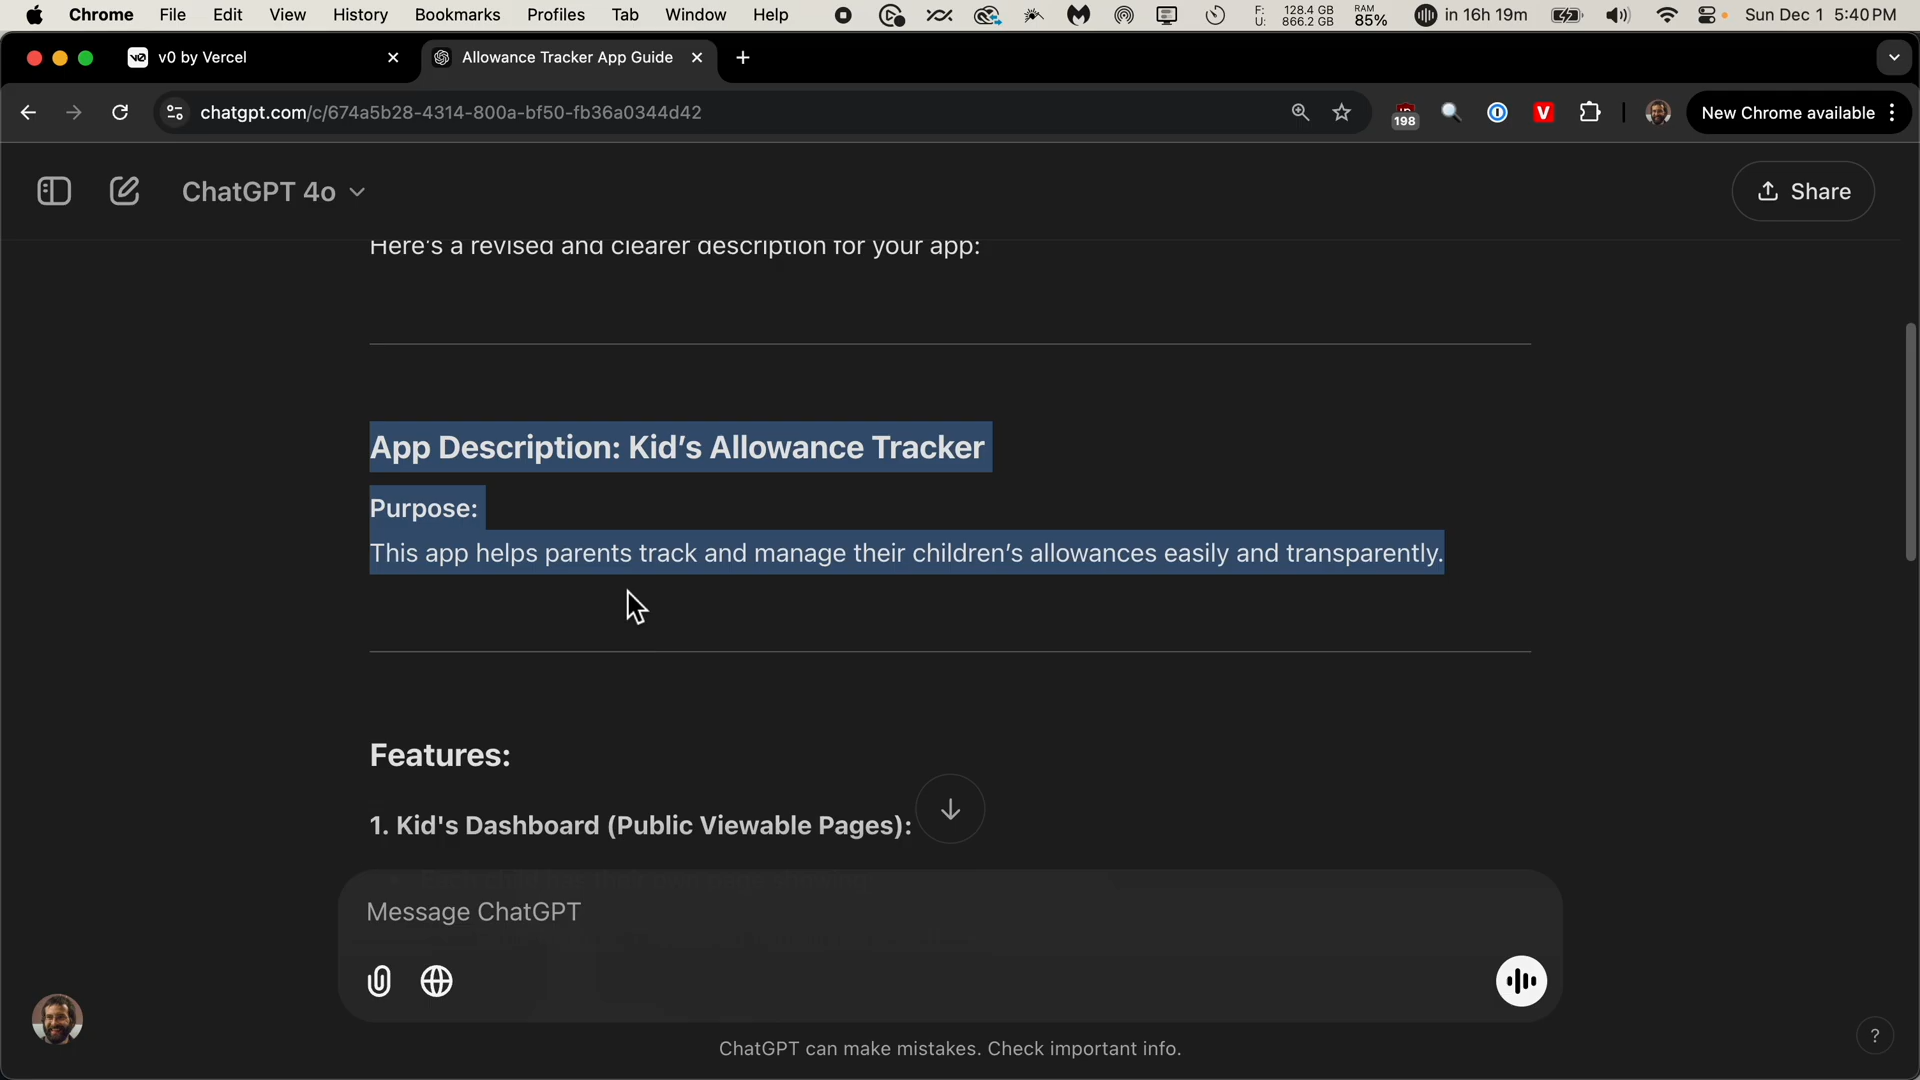 Chrome File Edit View History Bookmarks Profiles Tab Window Help F: 128.4 GB U: 866.2 GB RAM 85% in 16h 19m 85% Sun Dec 1 5:40 PM
v0 by Vercel Allowance Tracker App Guide
chatgpt.com/c/674a5b28-4314-800a-bf50-fb36a0344d42 198 New Chrome available
ChatGPT 4o Share
Here's a revised and clearer description for your app:
App Description: Kid's Allowance Tracker
Purpose:
This app helps parents track and manage their children's allowances easily and transparently.
Features:
1. Kid's Dashboard (Public Viewable Pages):
Message ChatGPT
ChatGPT can make mistakes. Check important info.
?